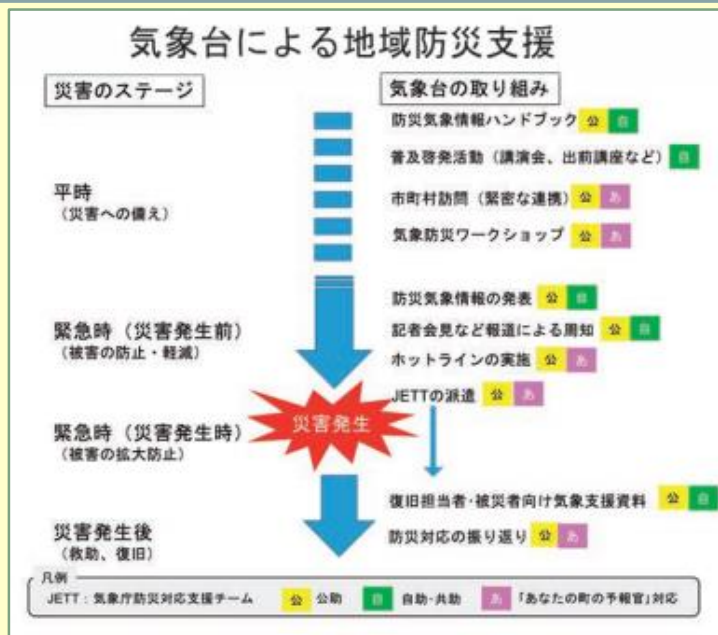 気象台による地域防災支援
災害のステージ
気象台の取り組み
防災気象情報ハンドブック 公 自
普及啓発活動（講演会、出前講座など） 自
平時
（災害への備え）
市町村訪問（緊密な連携） 公 あ
気象防災ワークショップ 公 あ
防災気象情報の発表 公 自
緊急時（災害発生前）
（被害の防止・軽減）
記者会見など報道による周知 公 自
ホットラインの実施 公 あ
JETTの派遣 公 あ
災害発生
緊急時（災害発生時）
（被害の拡大防止）
復旧担当者・被災者向け気象支援資料 公 自
災害発生後
（救助、復旧）
防災対応の振り返り 公 あ
凡例
JETT：気象庁防災対応支援チーム 公 公助 自 自助・共助 あ 「あなたの町の予報官」対応